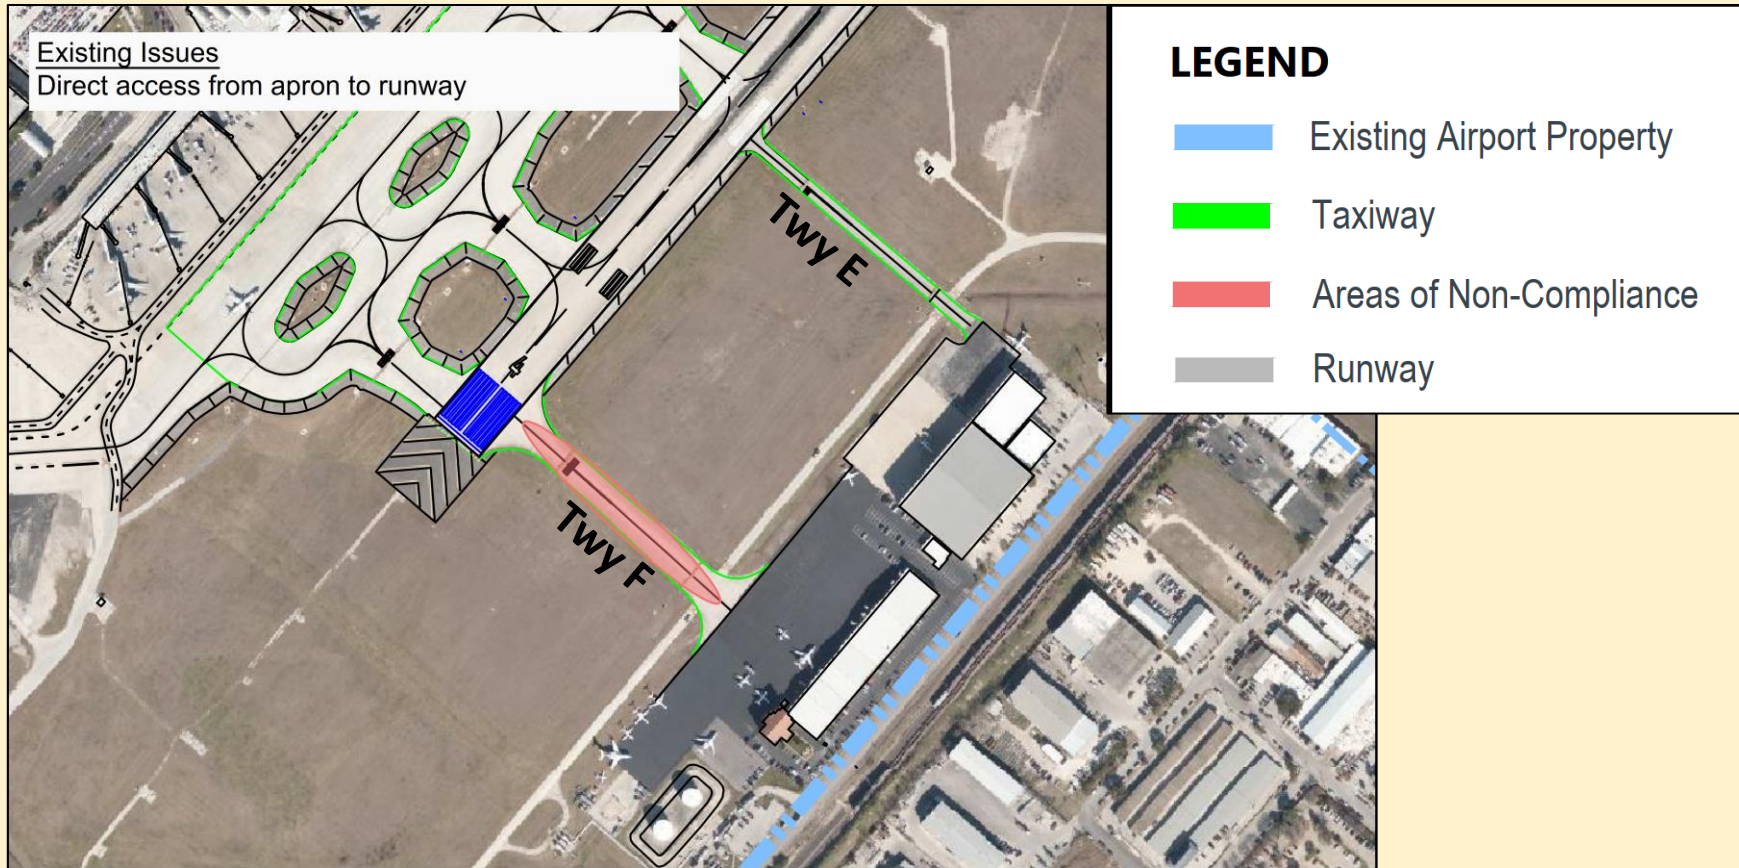 Existing Issues
Direct access from apron to runway
LEGEND
Existing Airport Property
Taxiway
Areas of Non-Compliance
Runway
Twy E
4
Twy F